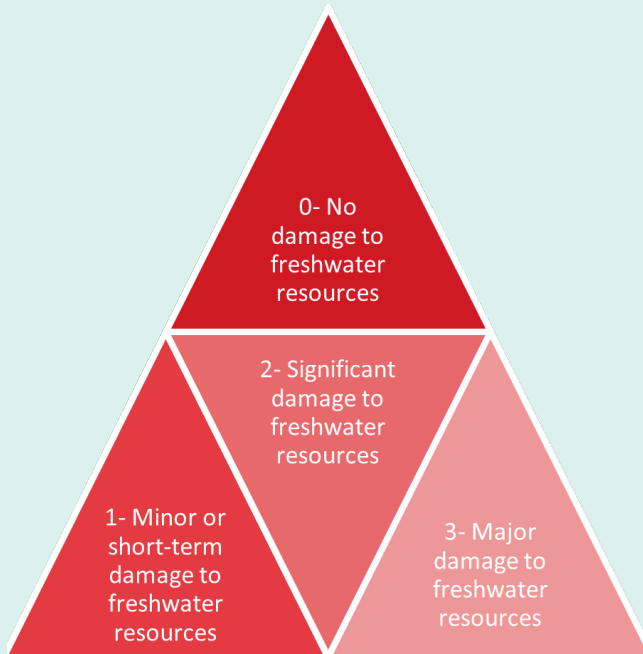 0- No
damage to
freshwater
resources
2- Significant
damage to
freshwater
resources
1- Minor or
short-term
damage to
freshwater
resources
3- Major
damage to
freshwater
resources